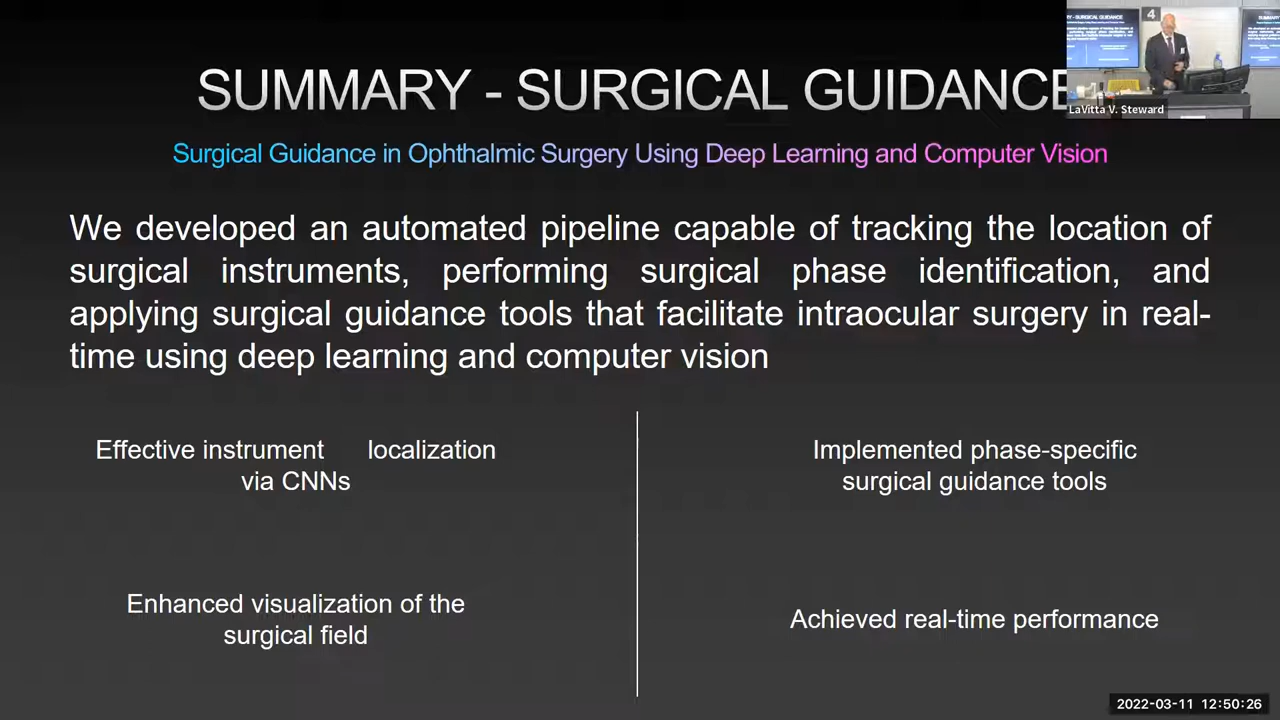 SUMMARY - SURGICAL GUIDANCE
4
LaVitta V. Steward
Surgical Guidance in Ophthalmic Surgery Using Deep Learning and Computer Vision
We developed an automated pipeline capable of tracking the location of
surgical instruments, performing surgical phase identification, and
applying surgical guidance tools that facilitate intraocular surgery in real-
time using deep learning and computer vision
Effective instrument localization
via CNNs
Implemented phase-specific
surgical guidance tools
Enhanced visualization of the
surgical field
Achieved real-time performance
2022-03-11 12:50:26